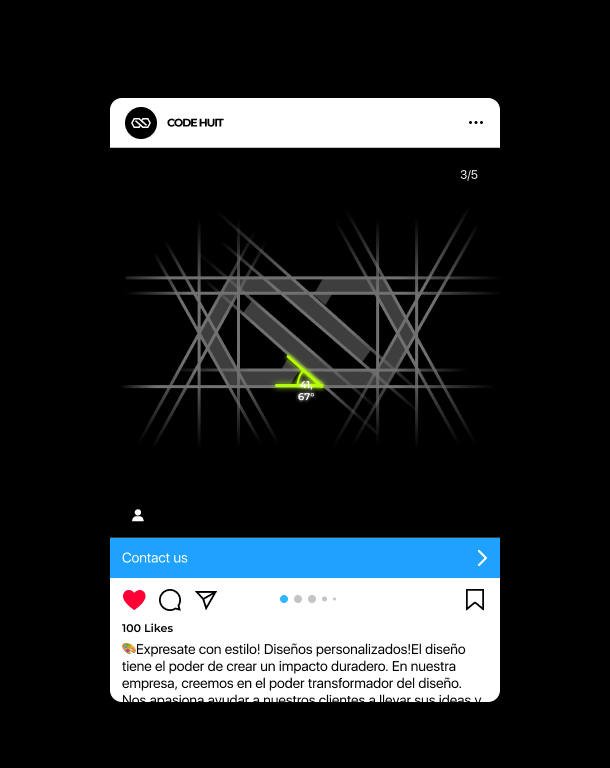 CODE HUIT
3/5
41,
67°
Contact us
100 Likes
🎨Expresate con estilo! Diseños personalizados!El diseño
tiene el poder de crear un impacto duradero. En nuestra
empresa, creemos en el poder transformador del diseño.
Nos apasiona ayudar a nuestros clientes a llevar sus ideas y